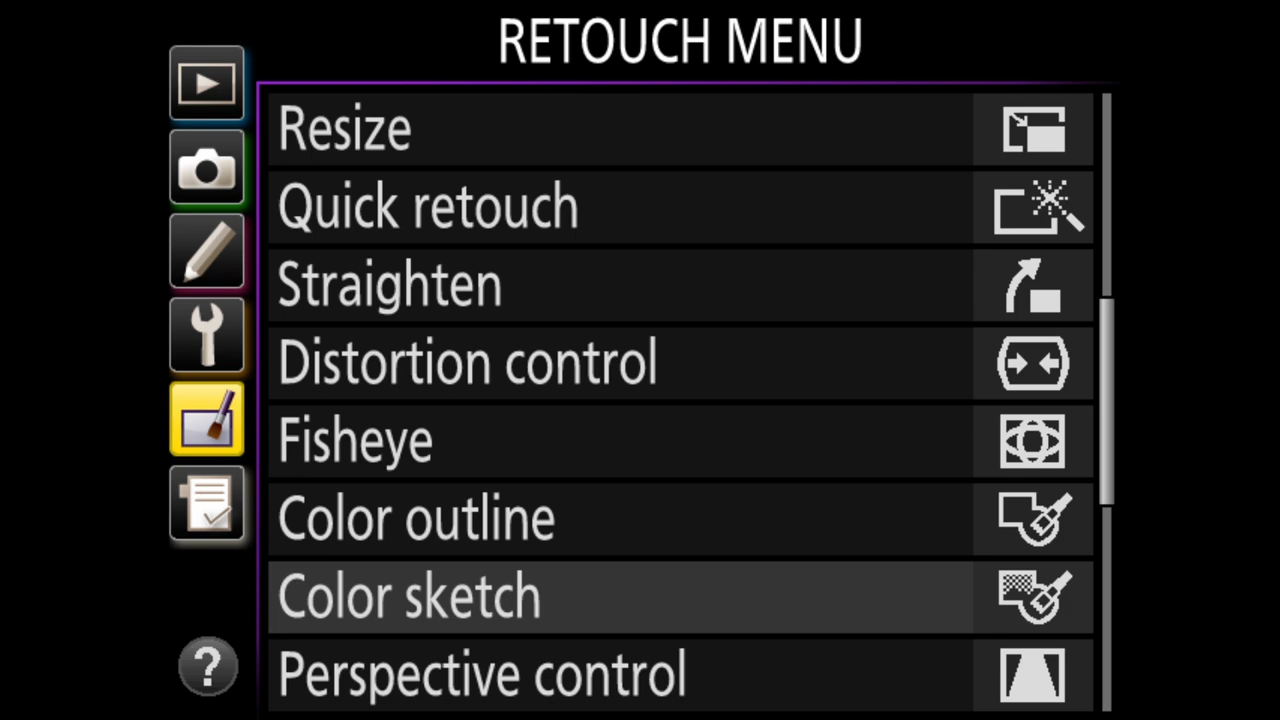 RETOUCH MENU
Resize
Quick retouch
Straighten
Distortion control
Fisheye
Color outline
Color sketch
Perspective control
?